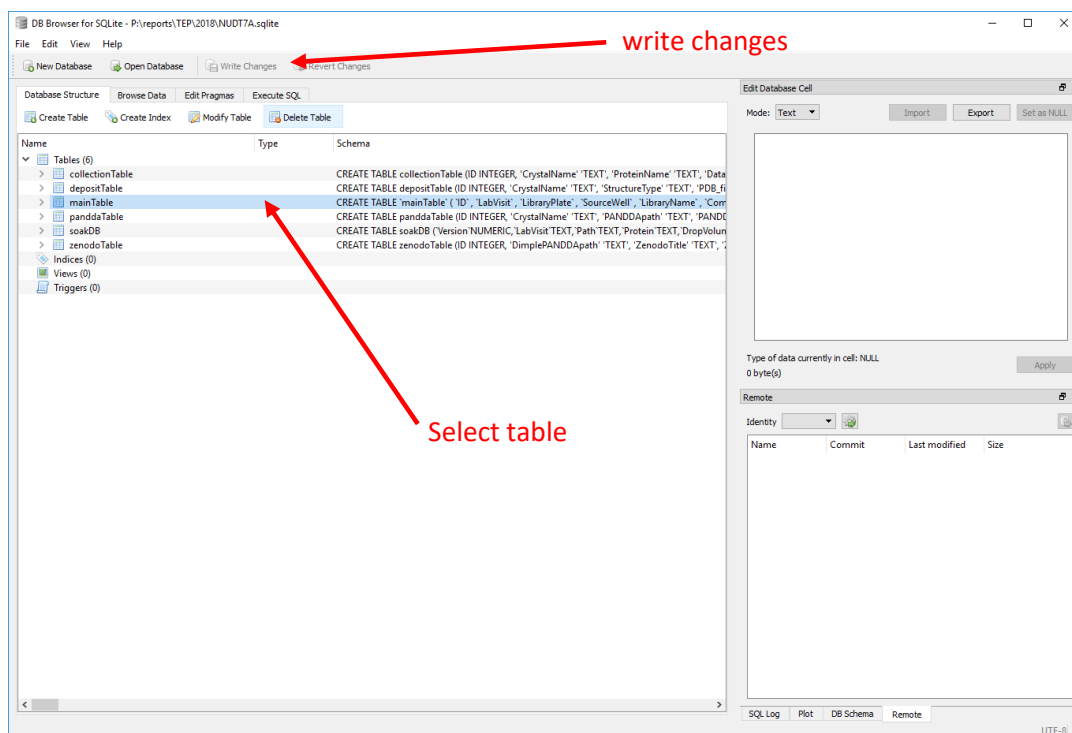 DB Browser for SQLite - P:\reports\TEP\2018\NUDT7A.sqlite
File Edit View Help
write changes
New Database Open Database Write Changes Revert Changes
Database Structure Browse Data Edit Pragmas Execute SQL
Create Table Create Index Modify Table Delete Table
Name Type Schema
Tables (6)
collectionTable CREATE TABLE collectionTable (ID INTEGER, 'CrystalName' 'TEXT', 'ProteinName' 'TEXT', 'Data
depositTable CREATE TABLE depositTable (ID INTEGER, 'CrystalName' 'TEXT', 'StructureType' 'TEXT', 'PDB_fi
mainTable CREATE TABLE `mainTable` ( `ID`, `LabVisit`, `LibraryPlate`, `SourceWell`, `LibraryName`, `Com
panddaTable CREATE TABLE panddaTable (ID INTEGER, 'CrystalName' 'TEXT', 'PANDDApath' 'TEXT', 'PANDD
soakDB CREATE TABLE soakDB (`Version`NUMERIC,`LabVisit`TEXT,`Path`TEXT,`Protein`TEXT,`DropVolun
zenodoTable CREATE TABLE zenodoTable (ID INTEGER, 'DimplePANDDApath' 'TEXT', 'ZenodoTitle' 'TEXT', '
Indices (0)
Views (0)
Triggers (0)
Select table
Edit Database Cell
Mode: Text Import Export Set as NULL
Type of data currently in cell: NULL
0 byte(s)
Apply
Remote
Identity
Name Commit Last modified Size
SQL Log Plot DB Schema Remote
UTF-8